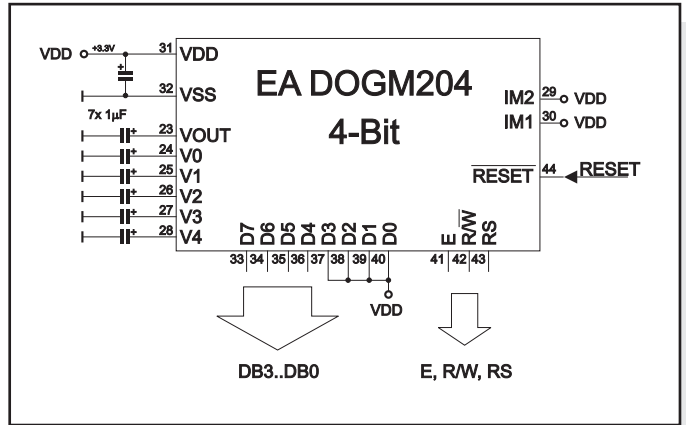 EA DOGM204
4-Bit
VDD +3.3V 31 VDD
32 VSS
7x 1µF
23 VOUT
24 V0
25 V1
26 V2
27 V3
28 V4
IM2 29 VDD
IM1 30 VDD
RESET 44 RESET
D7 D6 D5 D4 D3 D2 D1 D0 E R/W RS
33 34 35 36 37 38 39 40 41 42 43
VDD
DB3..DB0
E, R/W, RS